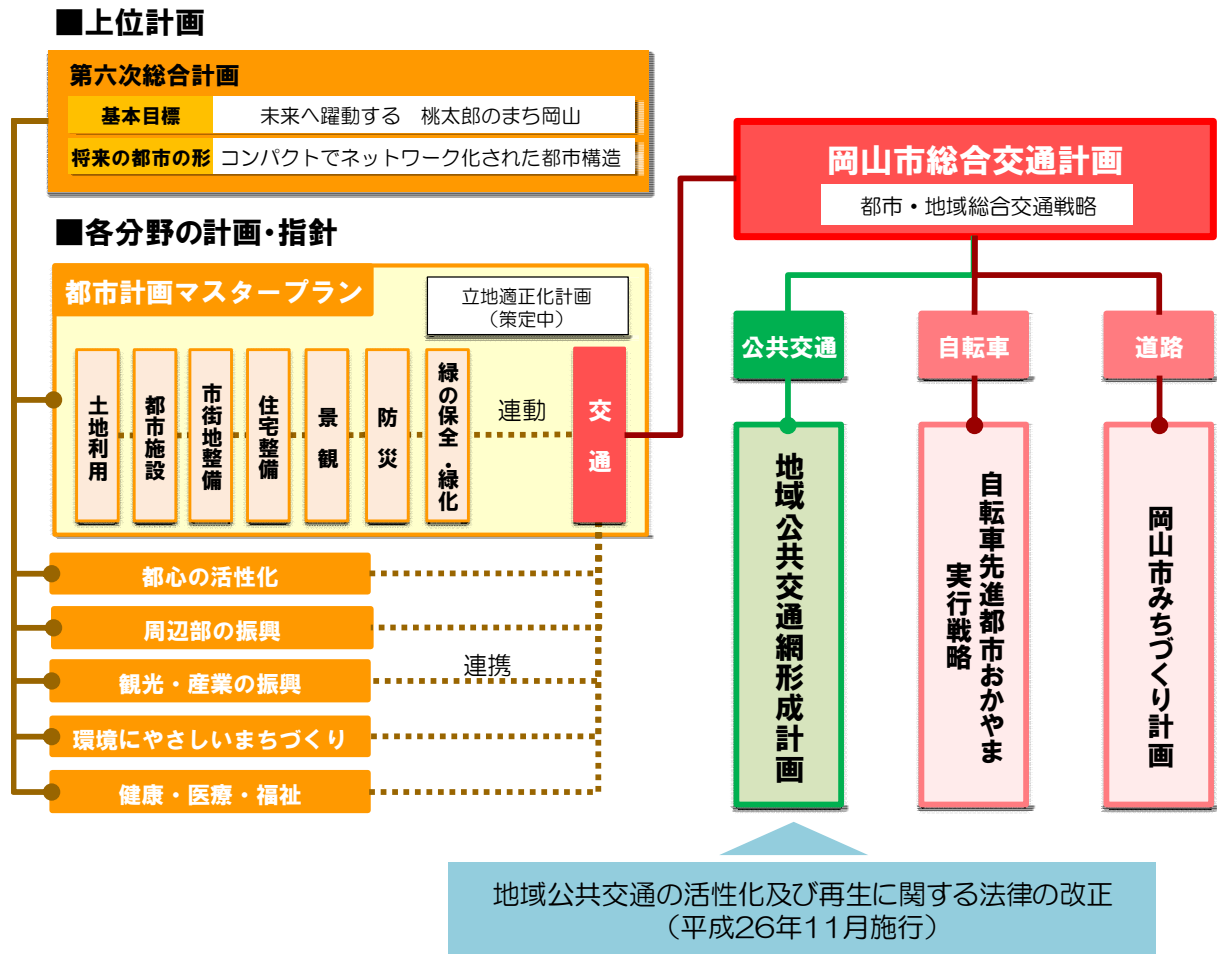 ■上位計画
第六次総合計画
基本目標
未来へ躍動する　桃太郎のまち岡山
将来の都市の形
コンパクトでネットワーク化された都市構造
■各分野の計画・指針
都市計画マスタープラン
立地適正化計画
（策定中）
土地利用
都市施設
市街地整備
住宅整備
景観
防災
緑の保全・緑化
連動
交通
都心の活性化
周辺部の振興
観光・産業の振興
環境にやさしいまちづくり
健康・医療・福祉
連携
岡山市総合交通計画
都市・地域総合交通戦略
公共交通
自転車
道路
地域公共交通網形成計画
自転車先進都市おかやま
実行戦略
岡山市みちづくり計画
地域公共交通の活性化及び再生に関する法律の改正
（平成26年11月施行）